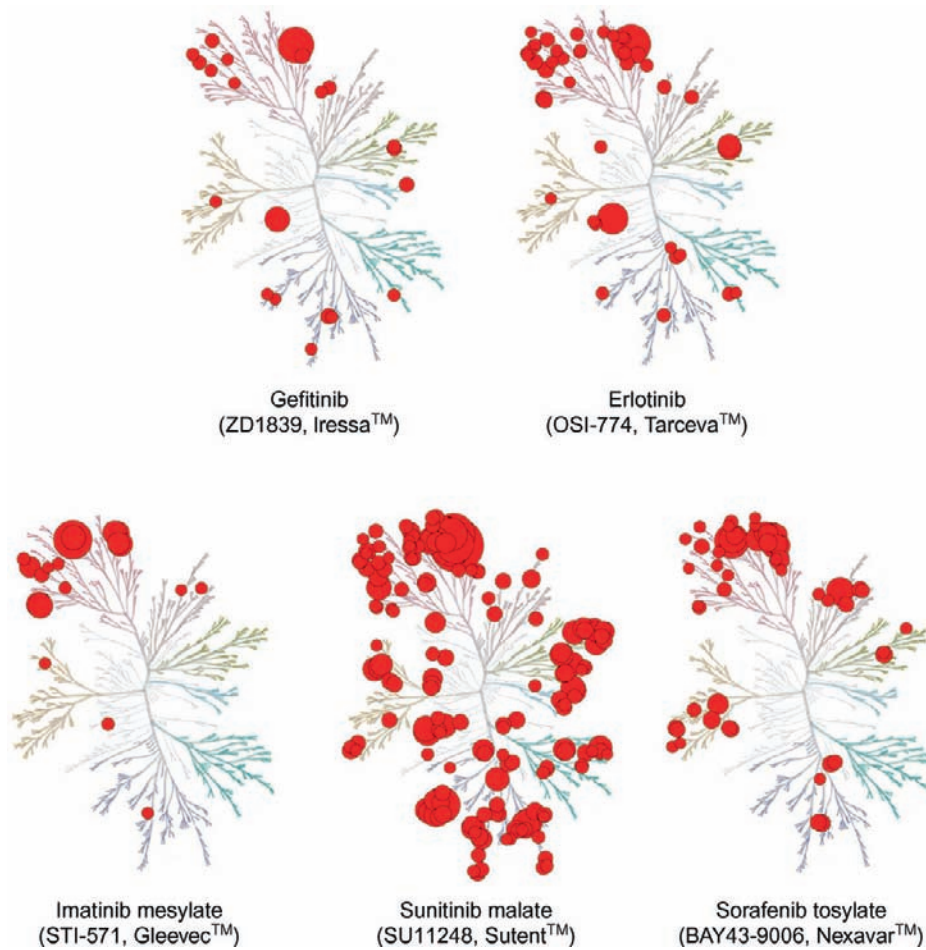 Gefitinib
(ZD1839, Iressa™)
Erlotinib
(OSI-774, Tarceva™)
Imatinib mesylate
(STI-571, Gleevec™)
Sunitinib malate
(SU11248, Sutent™)
Sorafenib tosylate
(BAY43-9006, Nexavar™)